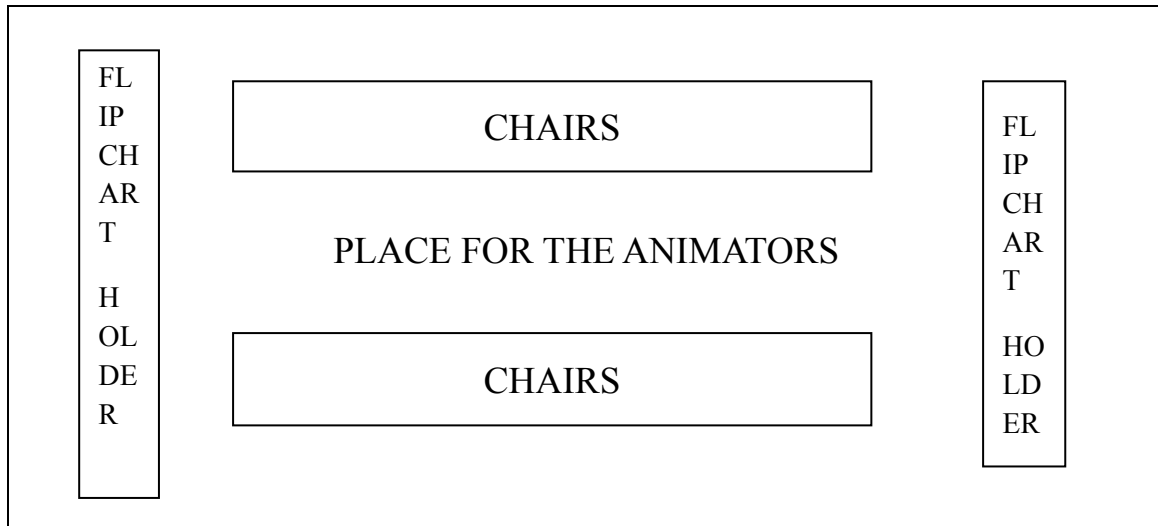 FL
IP
CH
AR
T
H
OL
DE
R
CHAIRS
PLACE FOR THE ANIMATORS
CHAIRS
FL
IP
CH
AR
T
HO
LD
ER